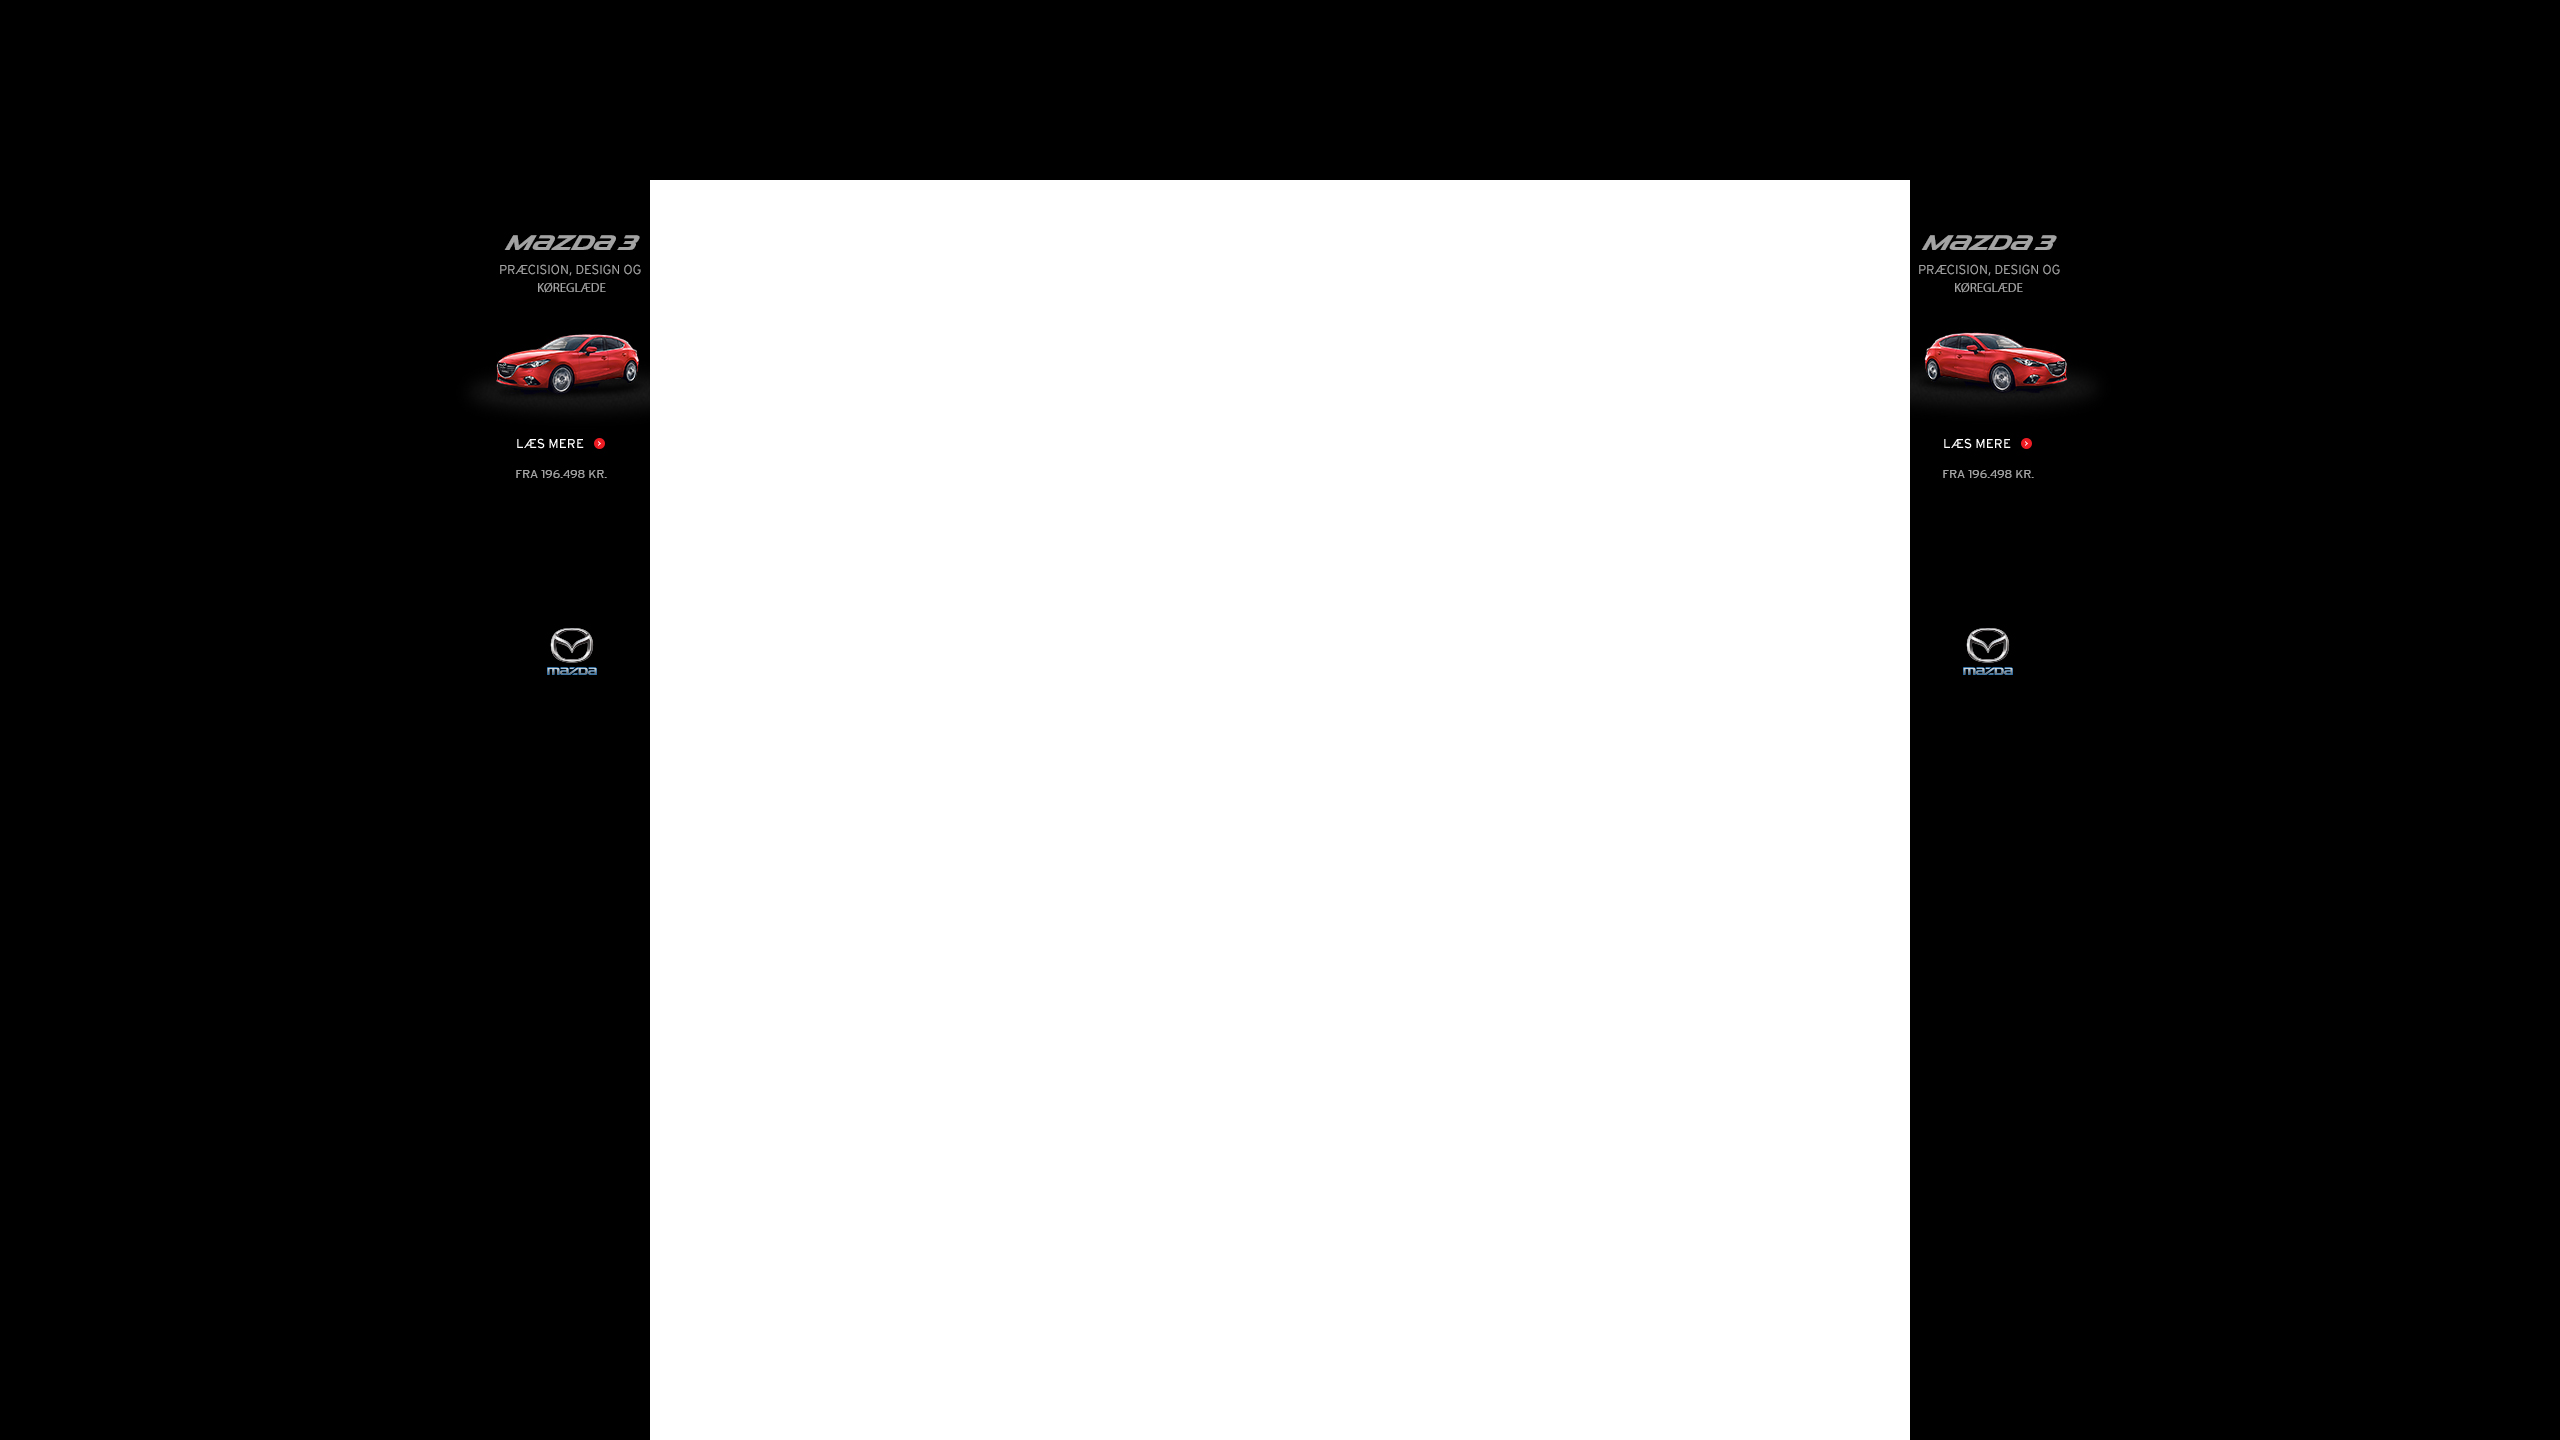 mazda 3
PRÆCISION, DESIGN OG
KØREGLÆDE
LÆS MERE
FRA 196.498 KR.
mazda
mazda 3
PRÆCISION, DESIGN OG
KØREGLÆDE
LÆS MERE
FRA 196.498 KR.
mazda